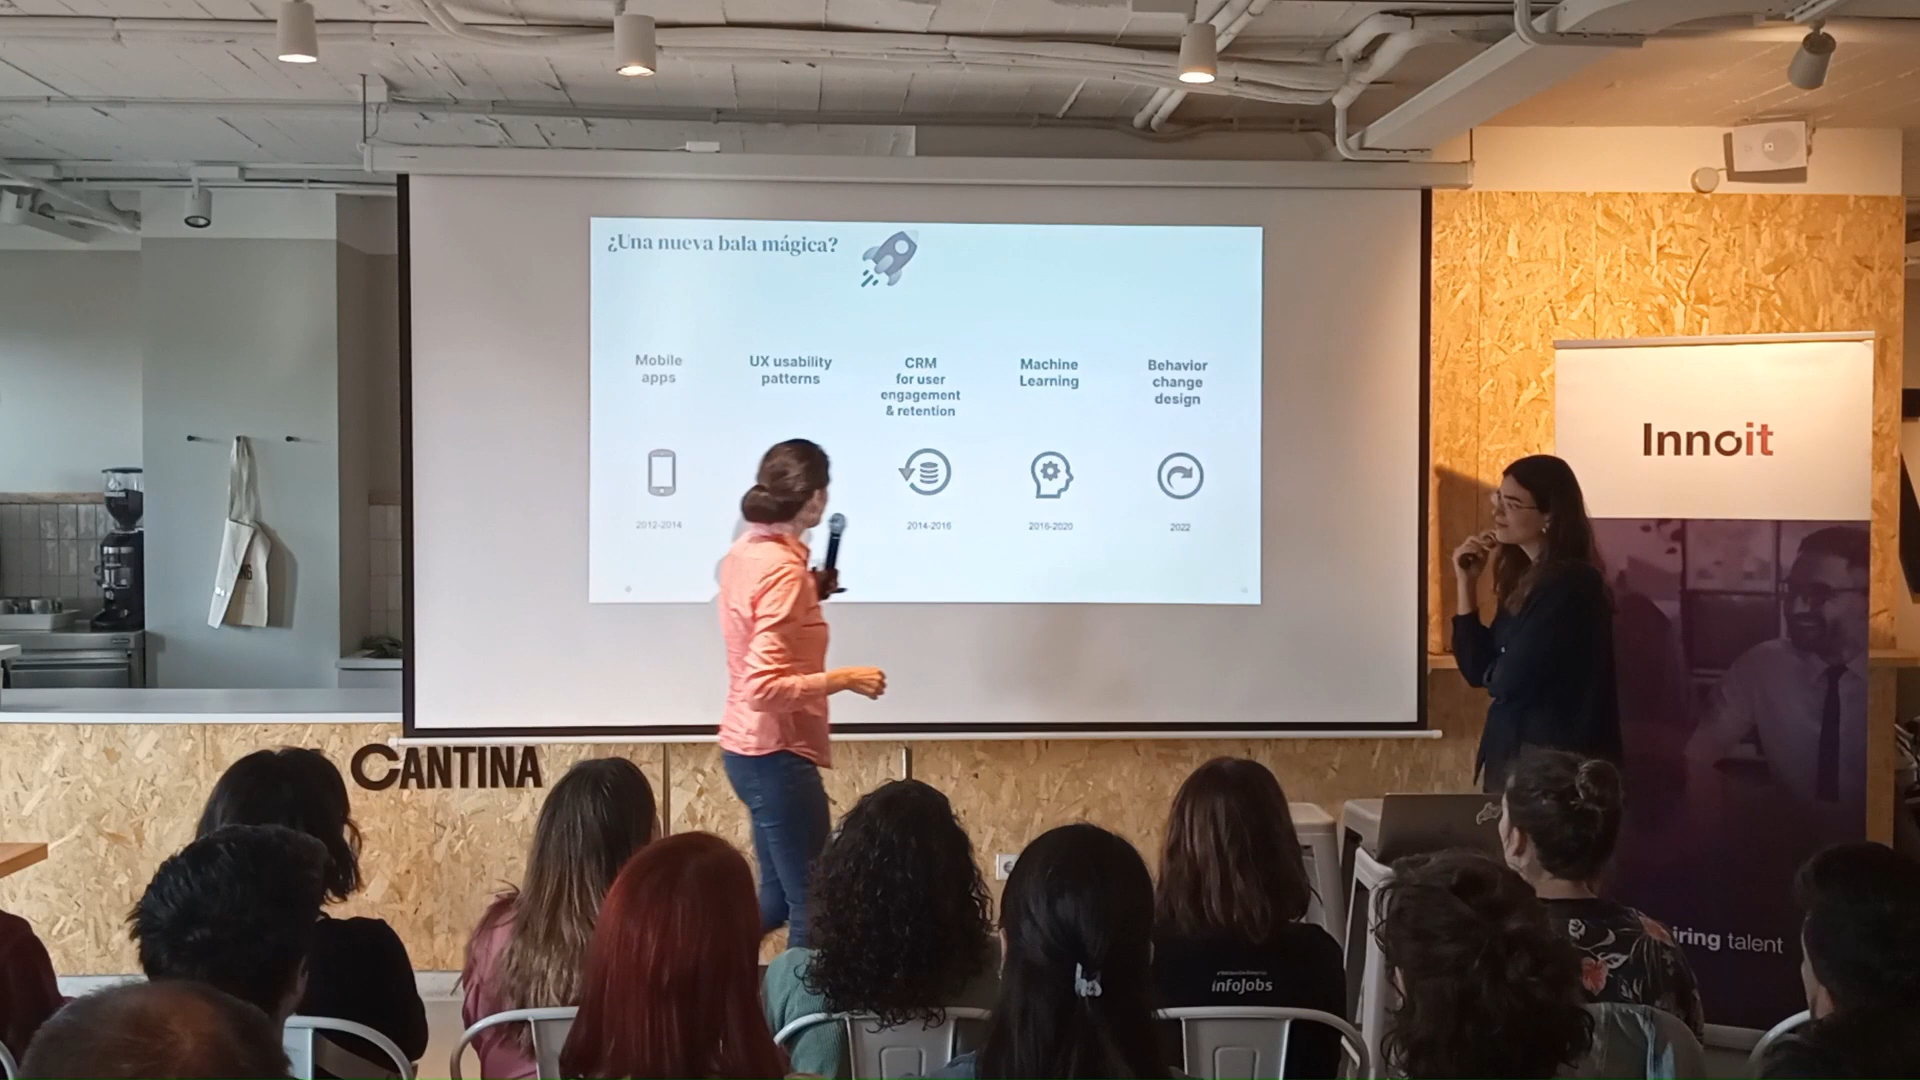 ¿Una nueva bala mágica?
Mobile
apps
UX usability
patterns
CRM
for user
engagement
& retention
Machine
Learning
Behavior
change
design
2012-2014
2014-2016
2016-2020
2022
Innoit
CANTINA
iring talent
infoJobs